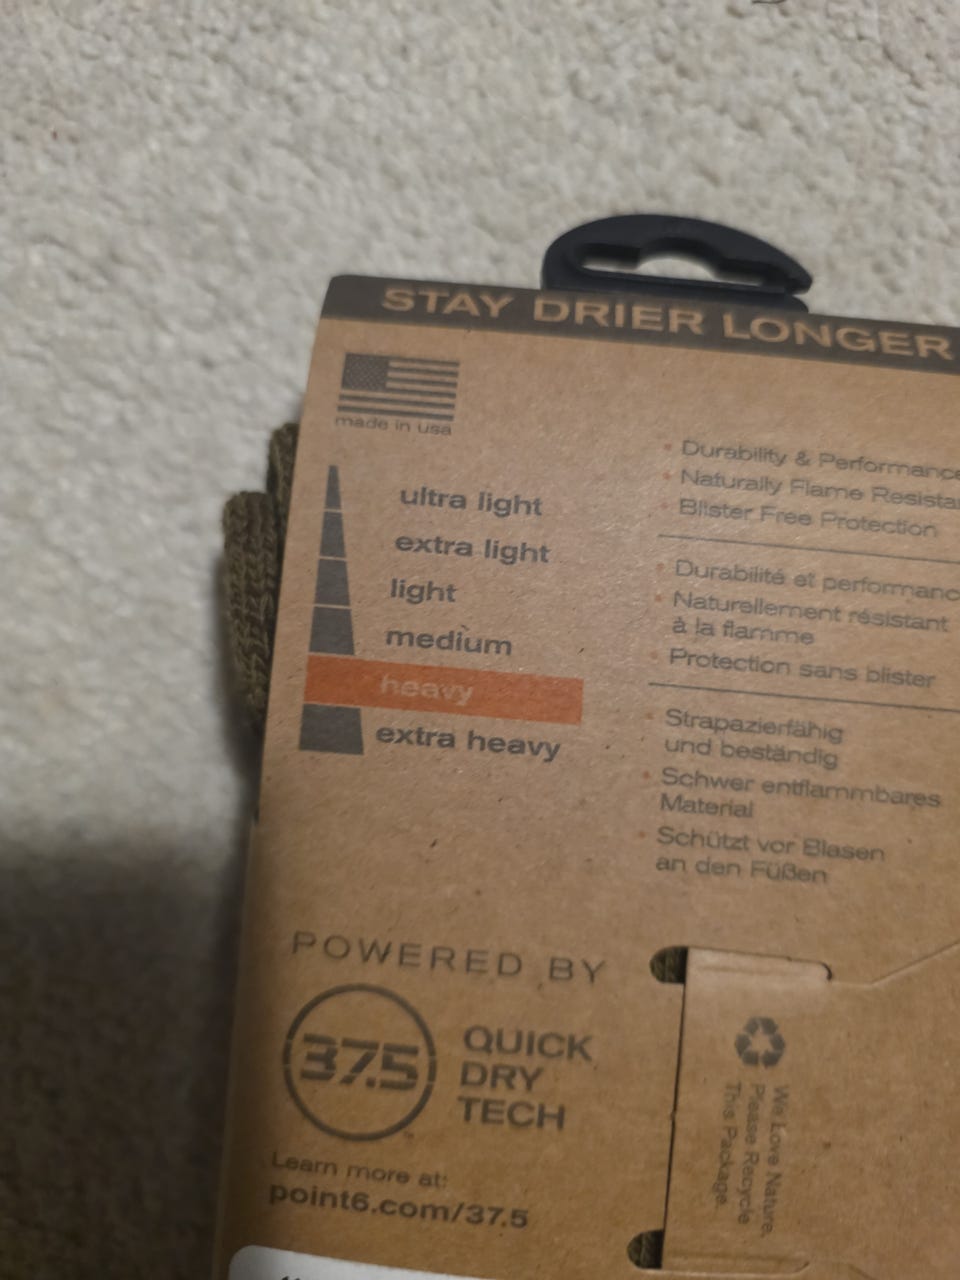 STAY DRIER LONGER
made in usa
ultra light
extra light
light
medium
heavy
extra heavy
• Durability & Performance
• Naturally Flame
• Blister Free Protection
• Durabilité et
• Naturellement résistant
à la flamme
• Protection sans blister
• Strapazierfähig
und beständig
• Schwer entflammbares
Material
• Schützt vor Blasen
an den Füßen
POWERED BY
37.5
QUICK
DRY
TECH
Learn more at:
point6.com/37.5
We Love Nature.
Please Recycle
This Package.